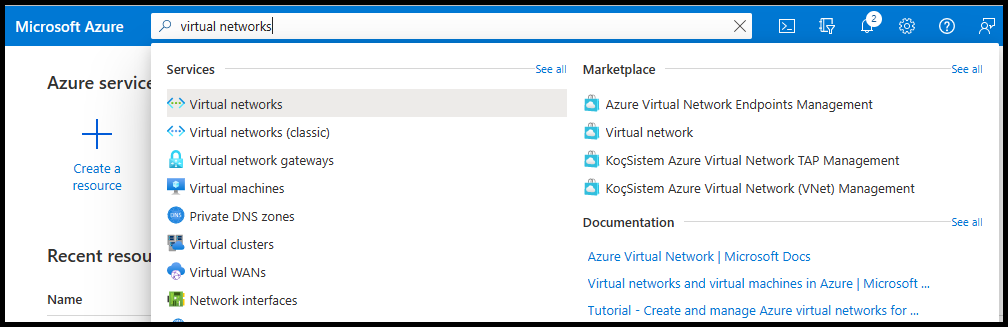 Microsoft Azure
virtual networks
2
Azure service
Create a
resource
Recent resou
Name
Services
See all
Virtual networks
Virtual networks (classic)
Virtual network gateways
Virtual machines
DNS
Private DNS zones
Virtual clusters
Virtual WANs
Network interfaces
Marketplace
See all
Azure Virtual Network Endpoints Management
Virtual network
KoçSistem Azure Virtual Network TAP Management
KoçSistem Azure Virtual Network (VNet) Management
Documentation
See all
Azure Virtual Network | Microsoft Docs
Virtual networks and virtual machines in Azure | Microsoft ...
Tutorial - Create and manage Azure virtual networks for ...